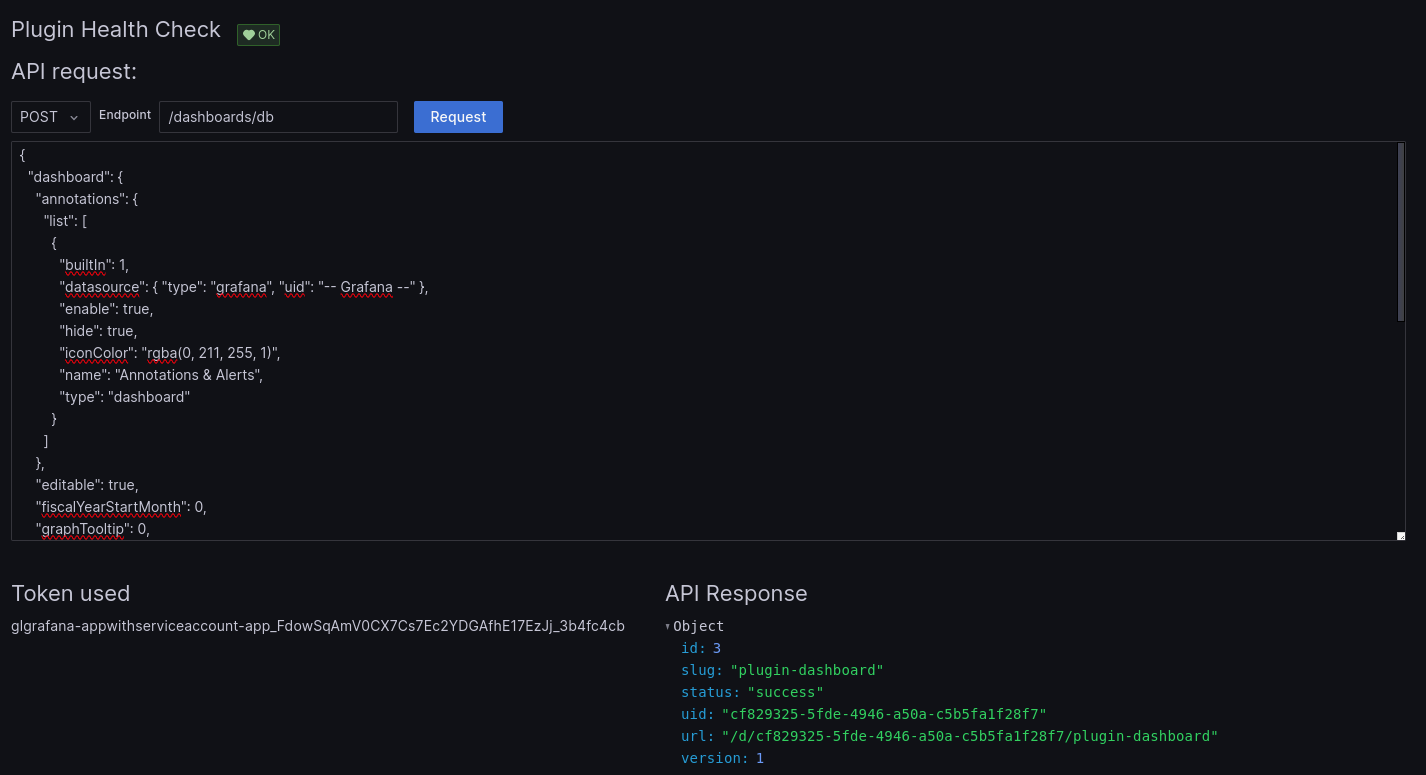 Plugin Health Check OK
API request:
POST Endpoint /dashboards/db Request
{
"dashboard": {
"annotations": {
"list": [
{
"builtIn": 1,
"datasource": { "type": "grafana", "uid": "-- Grafana --" },
"enable": true,
"hide": true,
"iconColor": "rgba(0, 211, 255, 1)",
"name": "Annotations & Alerts",
"type": "dashboard"
}
]
},
"editable": true,
"fiscalYearStartMonth": 0,
"graphTooltip": 0,
Token used
glgrafana-appwithserviceaccount-app_FdowSqAmV0CX7Cs7Ec2YDGAfhE17EzJj_3b4fc4cb
API Response
Object
id: 3
slug: "plugin-dashboard"
status: "success"
uid: "cf829325-5fde-4946-a50a-c5b5fa1f28f7"
url: "/d/cf829325-5fde-4946-a50a-c5b5fa1f28f7/plugin-dashboard"
version: 1